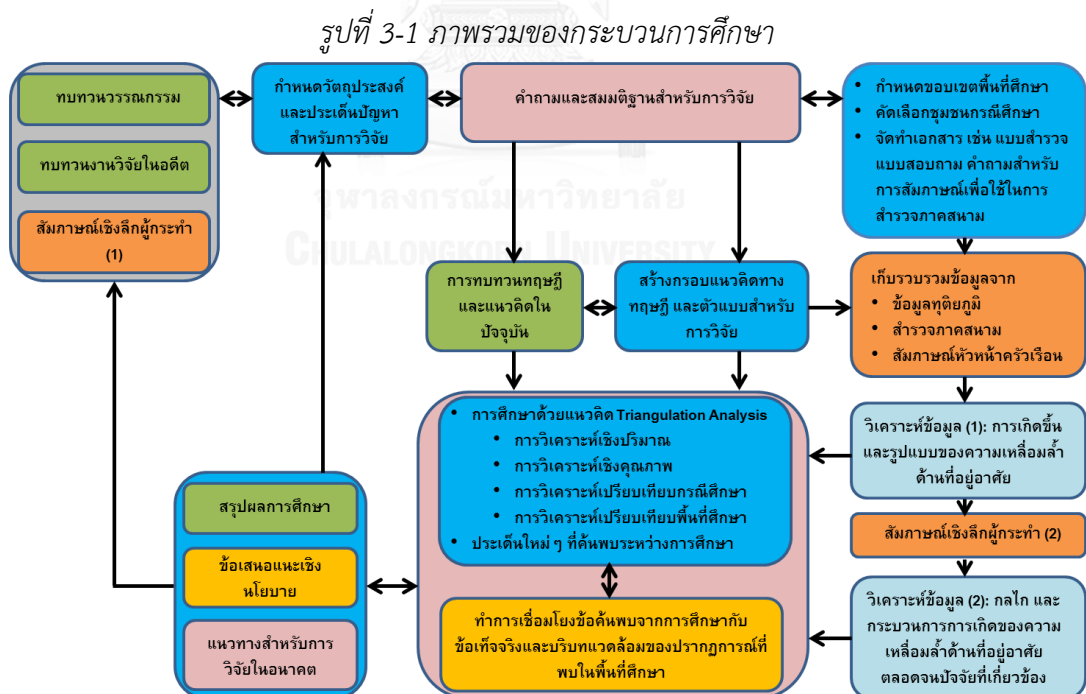 รูปที่ 3-1 ภาพรวมของกระบวนการศึกษา
ทบทวนวรรณกรรม
ทบทวนงานวิจัยในอดีต
สัมภาษณ์เชิงลึกผู้กระทำ
(1)
กำหนดวัตถุประสงค์
และประเด็นปัญหา
สำหรับการวิจัย
คำถามและสมมติฐานสำหรับการวิจัย
• กำหนดขอบเขตพื้นที่ศึกษา
• คัดเลือกชุมชนกรณีศึกษา
• จัดทำเอกสาร เช่น แบบสำรวจ
แบบสอบถาม คำถามสำหรับ
การสัมภาษณ์เพื่อใช้ในการ
สำรวจภาคสนาม
จุฬาลงกรณ์มหาวิทยาลัย
CHULALONGKORN UNIVERSITY
การทบทวนทฤษฎี
และแนวคิดใน
ปัจจุบัน
สร้างกรอบแนวคิดทาง
ทฤษฎี และตัวแบบสำหรับ
การวิจัย
เก็บรวบรวมข้อมูลจาก
• ข้อมูลทุติยภูมิ
• สำรวจภาคสนาม
• สัมภาษณ์หัวหน้าครัวเรือน
• การศึกษาด้วยแนวคิด Triangulation Analysis
• การวิเคราะห์เชิงปริมาณ
• การวิเคราะห์เชิงคุณภาพ
• การวิเคราะห์เปรียบเทียบกรณีศึกษา
• การวิเคราะห์เปรียบเทียบพื้นที่ศึกษา
• ประเด็นใหม่ ๆ ที่ค้นพบระหว่างการศึกษา
วิเคราะห์ข้อมูล (1): การเกิดขึ้น
และรูปแบบของความเหลื่อมล้ำ
ด้านที่อยู่อาศัย
สัมภาษณ์เชิงลึกผู้กระทำ (2)
สรุปผลการศึกษา
ข้อเสนอแนะเชิง
นโยบาย
แนวทางสำหรับการ
วิจัยในอนาคต
ทำการเชื่อมโยงข้อค้นพบจากการศึกษากับ
ข้อเท็จจริงและบริบทแวดล้อมของปรากฏการณ์ที่
พบในพื้นที่ศึกษา
วิเคราะห์ข้อมูล (2): กลไก และ
กระบวนการการเกิดของความ
เหลื่อมล้ำด้านที่อยู่อาศัย
ตลอดจนปัจจัยที่เกี่ยวข้อง